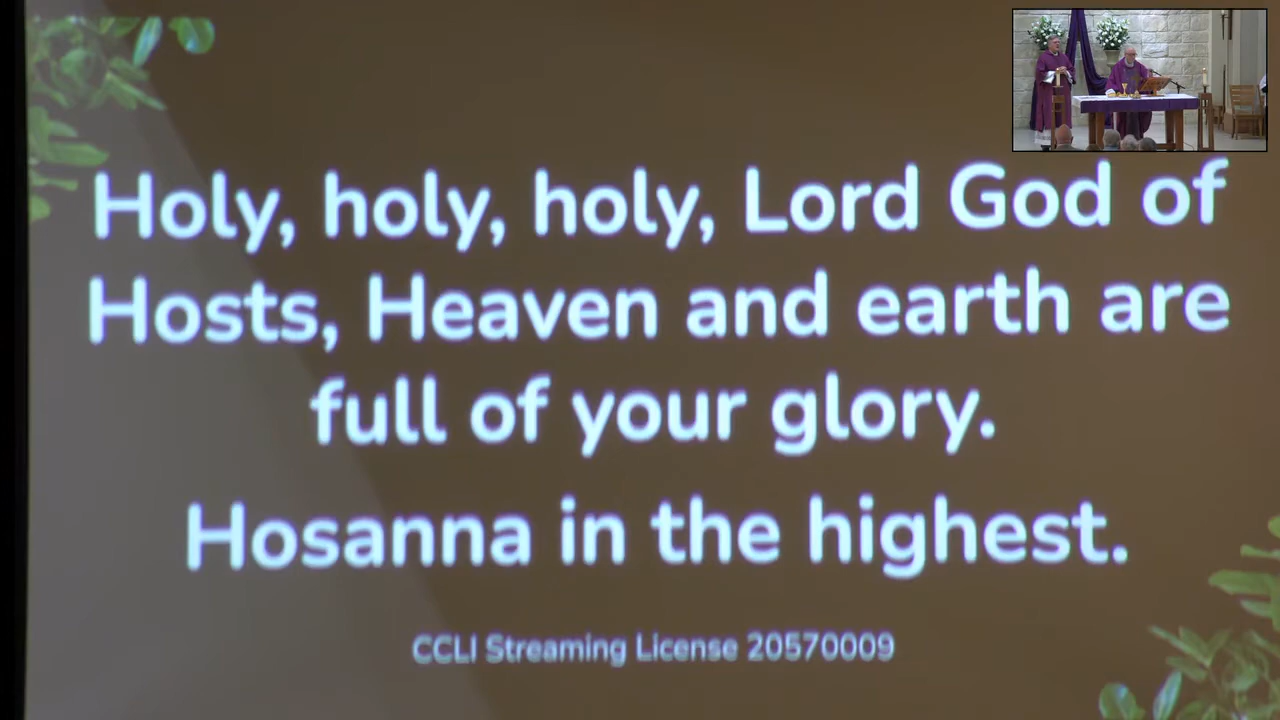 Holy, holy, holy, Lord God of
Hosts, Heaven and earth are
full of your glory.
Hosanna in the highest.
CCLI Streaming License 20570009